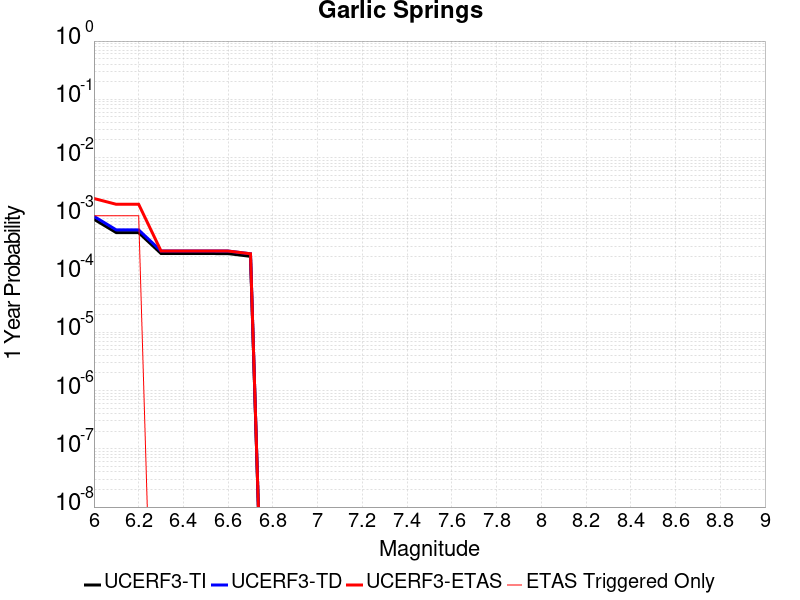 Garlic Springs
10^0
10^-1
10^-2
10^-3
10^-4
10^-5
10^-6
10^-7
10^-8
1 Year Probability
6 6.2 6.4 6.6 6.8 7 7.2 7.4 7.6 7.8 8 8.2 8.4 8.6 8.8 9
Magnitude
UCERF3-TI UCERF3-TD UCERF3-ETAS ETAS Triggered Only